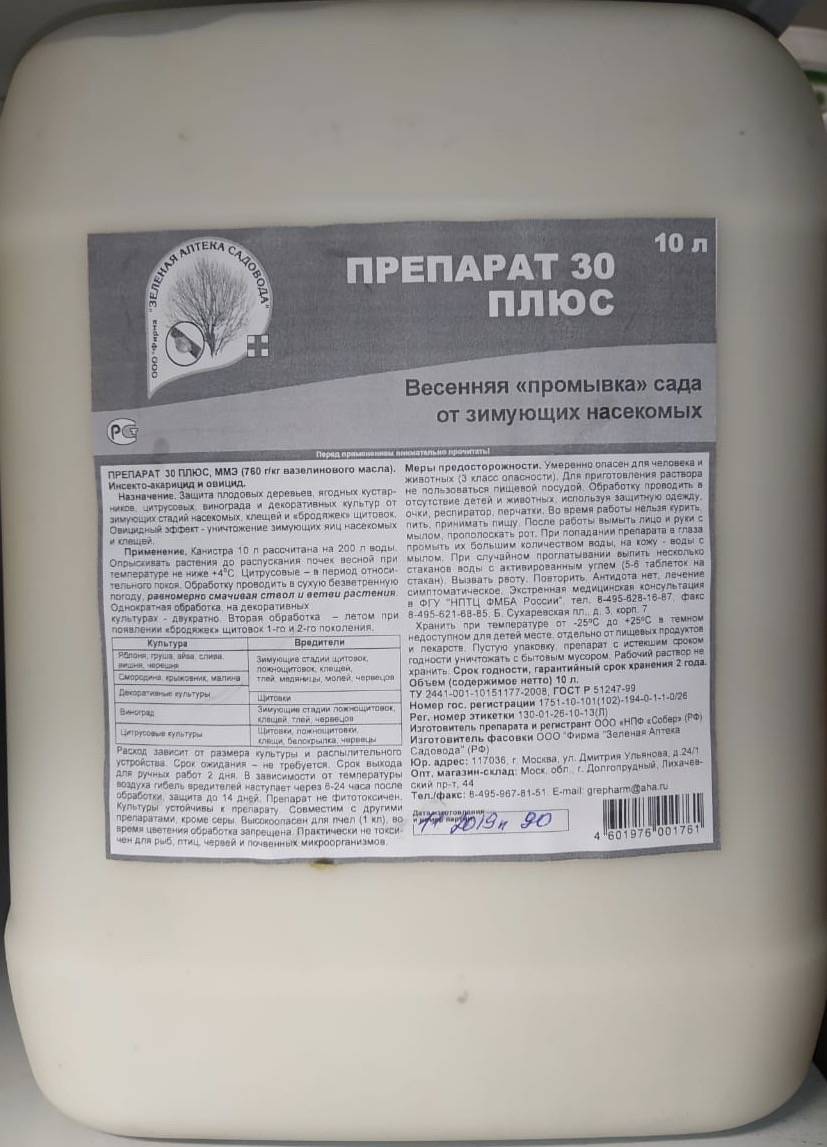 ООО "Фирма "ЗЕЛЕНАЯ АПТЕКА САДОВОДА"
10 л
ПРЕПАРАТ 30
ПЛЮС
Весенняя «промывка» сада
от зимующих насекомых
РСТ
Перед применением внимательно прочитать!
ПРЕПАРАТ 30 ПЛЮС, ММЭ (760 г/кг вазелинового масла).
Инсекто-акарицид и овицид.
Назначение. Защита плодовых деревьев, ягодных кустар-
ников, цитрусовых, винограда и декоративных культур от
зимующих стадий насекомых, клещей и «бродяжек» щитовок.
Овицидный эффект - уничтожение зимующих яиц насекомых
и клещей.
Применение. Канистра 10 л рассчитана на 200 л воды.
Опрыскивать растения до распускания почек весной при
температуре не ниже +4°С. Цитрусовые – в период относи-
тельного покоя. Обработку проводить в сухую безветренную
погоду, равномерно смачивая ствол и ветви растения.
Однократная обработка, на декоративных
культурах - двукратно. Вторая обработка – летом при
появлении «бродяжек» щитовок 1-го и 2-го поколения.
Культура Вредители
Яблоня, груша, айва, слива,
вишня, черешня
Смородина, крыжовник, малина
Зимующие стадии щитовок,
ложнощитовок, клещей,
тлей, медяницы, молей, червецов
Декоративные культуры Щитовки
Виноград Зимующие стадии ложнощитовок,
клещей, тлей, червецов
Цитрусовые культуры Щитовки, ложнощитовки,
клещи, белокрылка, червецы
Расход зависит от размера культуры и распылительного
устройства. Срок ожидания – не требуется. Срок выхода
для ручных работ 2 дня. В зависимости от температуры
воздуха гибель вредителей наступает через 6-24 часа после
обработки, защита до 14 дней. Препарат не фитотоксичен.
Культуры устойчивы к препарату. Совместим с другими
препаратами, кроме серы. Высокоопасен для пчел (1 кл), во
время цветения обработка запрещена. Практически не токси-
чен для рыб, птиц, червей и почвенных микроорганизмов.
Меры предосторожности. Умеренно опасен для человека и
животных (3 класс опасности). Для приготовления раствора
не пользоваться пищевой посудой. Обработку проводить в
отсутствие детей и животных, используя защитную одежду,
очки, респиратор, перчатки. Во время работы нельзя курить,
пить, принимать пищу. После работы вымыть лицо и руки с
мылом, прополоскать рот. При попадании препарата в глаза
промыть их большим количеством воды, на кожу - воды с
мылом. При случайном проглатывании выпить несколько
стаканов воды с активированным углем (5-6 таблеток на
стакан). Вызвать рвоту. Повторить. Антидота нет, лечение
симптоматическое. Экстренная медицинская консультация
в ФГУ "НПТЦ ФМБА России", тел. 8-495-628-16-87, факс
8-495-621-68-85. Б. Сухаревская пл., д. 3, корп. 7
Хранить при температуре от -25°С до +25°С в темном
недоступном для детей месте, отдельно от пищевых продуктов
и лекарств. Пустую упаковку, препарат с истекшим сроком
годности уничтожать с бытовым мусором. Рабочий раствор не
хранить. Срок годности, гарантийный срок хранения 2 года.
Объем (содержимое нетто) 10 л.
ТУ 2441-001-10151177-2008, ГОСТ Р 51247-99
Номер гос. регистрации 1751-10-101(102)-194-0-1-1-0/26
Рег. номер этикетки 130-01-26-10-13(Л)
Изготовитель препарата и регистрант ООО «НПФ «Собер» (РФ)
Изготовитель фасовки ООО "Фирма "Зеленая Аптека
Садовода" (РФ)
Юр. адрес: 117036, г. Москва, ул. Дмитрия Ульянова, д.24/1
Опт. магазин-склад: Моск. обл., г. Долгопрудный, Лихачев-
ский пр-т, 44
Тел./факс: 8-495-967-81-51 E-mail: grepharm@aha.ru
Дата изготовления
и номер партии
2019 90
4 601976 001761